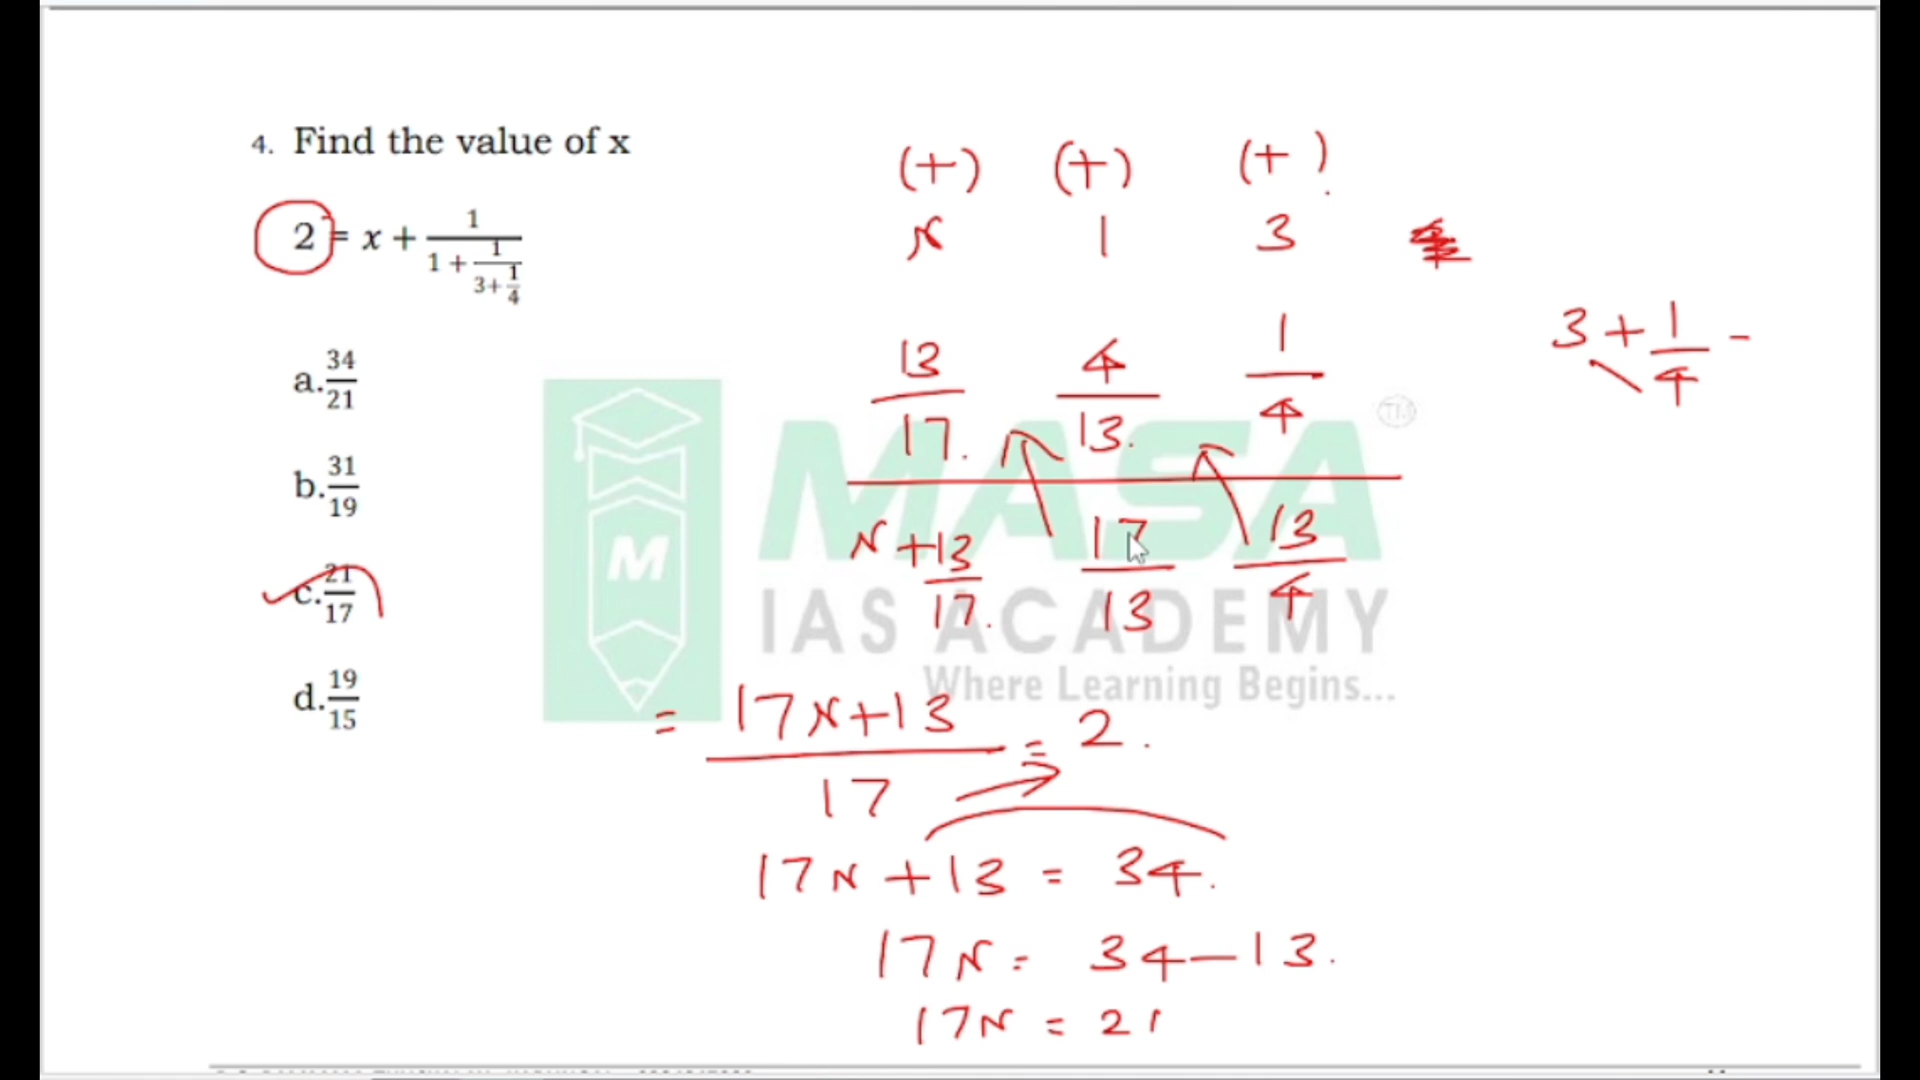 4. Find the value of x
2 = x + 1/(1 + 1/(3 + 1/4))
a. 34/21
b. 31/19
c. 21/17
d. 19/15
(+) (+) (+)
x 1 3
13/17. 4/13. 1/4
x + 13/17. 17/13 13/4
3 + 1/4 -
= (17x + 13)/17 = 2.
17x + 13 = 34.
17x = 34 - 13.
17x = 21
M
MASA
TM
IAS ACADEMY
Where Learning Begins...